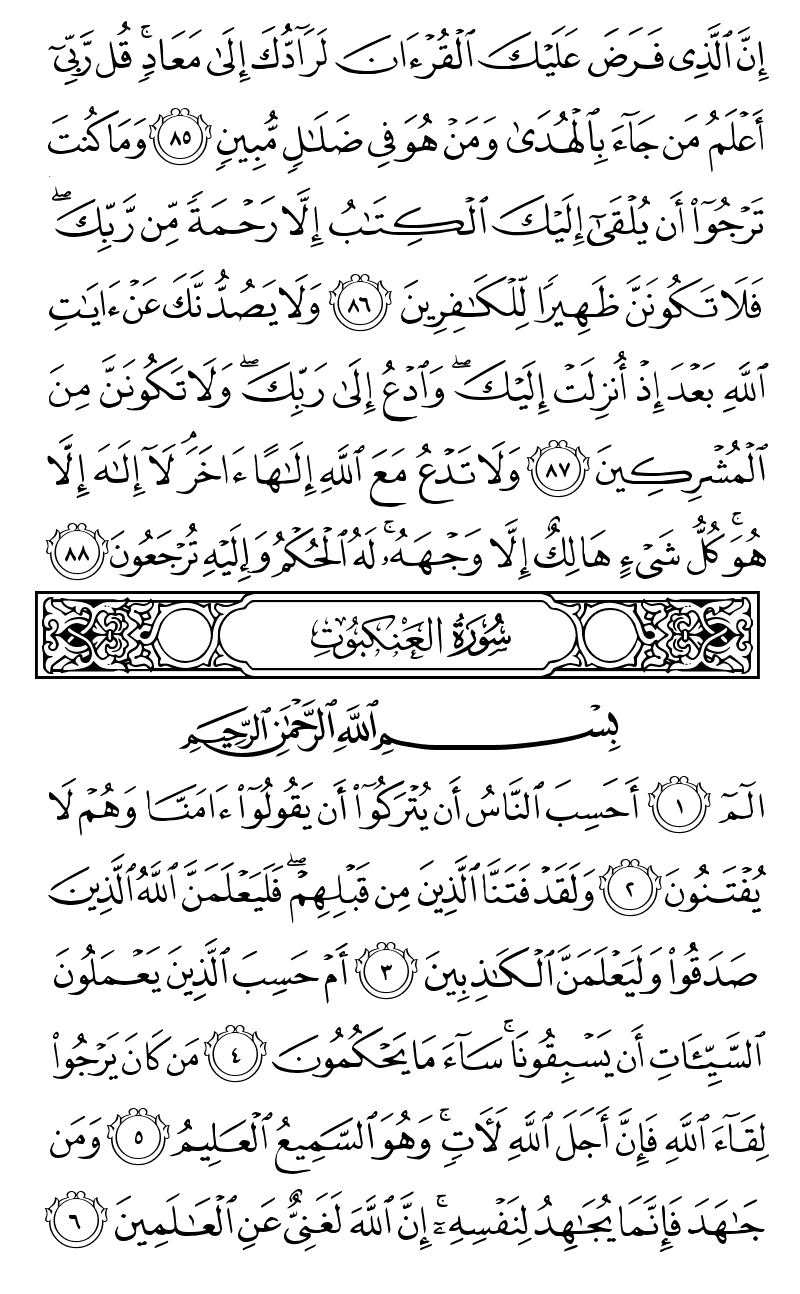 إِنَّ ٱلَّذِى فَرَضَ عَلَيْكَ ٱلْقُرْءَانَ لَرَآدُّكَ إِلَىٰ مَعَادٍۢ ۚ قُل رَّبِّىٓ
أَعْلَمُ مَن جَآءَ بِٱلْهُدَىٰ وَمَنْ هُوَ فِى ضَلَٰلٍۢ مُّبِينٍۢ ٨٥ وَمَا كُنتَ
تَرْجُوٓا۟ أَن يُلْقَىٰٓ إِلَيْكَ ٱلْكِتَٰبُ إِلَّا رَحْمَةًۭ مِّن رَّبِّكَ ۖ
فَلَا تَكُونَنَّ ظَهِيرًۭا لِّلْكَٰفِرِينَ ٨٦ وَلَا يَصُدُّنَّكَ عَنْ ءَايَٰتِ
ٱللَّهِ بَعْدَ إِذْ أُنزِلَتْ إِلَيْكَ ۖ وَٱدْعُ إِلَىٰ رَبِّكَ ۖ وَلَا تَكُونَنَّ مِنَ
ٱلْمُشْرِكِينَ ٨٧ وَلَا تَدْعُ مَعَ ٱللَّهِ إِلَٰهًا ءَاخَرَ ۘ لَآ إِلَٰهَ إِلَّا
هُوَ ۚ كُلُّ شَىْءٍ هَالِكٌ إِلَّا وَجْهَهُۥ ۚ لَهُ ٱلْحُكْمُ وَإِلَيْهِ تُرْجَعُونَ ٨٨
سُورَةُ العَنكبُوتِ
بِسْمِ ٱللَّهِ ٱلرَّحْمَٰنِ ٱلرَّحِيمِ
الٓمٓ ١ أَحَسِبَ ٱلنَّاسُ أَن يُتْرَكُوٓا۟ أَن يَقُولُوٓا۟ ءَامَنَّا وَهُمْ لَا
يُفْتَنُونَ ٢ وَلَقَدْ فَتَنَّا ٱلَّذِينَ مِن قَبْلِهِمْ ۖ فَلَيَعْلَمَنَّ ٱللَّهُ ٱلَّذِينَ
صَدَقُوا۟ وَلَيَعْلَمَنَّ ٱلْكَٰذِبِينَ ٣ أَمْ حَسِبَ ٱلَّذِينَ يَعْمَلُونَ
ٱلسَّيِّـَٔاتِ أَن يَسْبِقُونَا ۚ سَآءَ مَا يَحْكُمُونَ ٤ مَن كَانَ يَرْجُوا۟
لِقَآءَ ٱللَّهِ فَإِنَّ أَجَلَ ٱللَّهِ لَـَٔاتٍۢ ۚ وَهُوَ ٱلسَّمِيعُ ٱلْعَلِيمُ ٥ وَمَن
جَٰهَدَ فَإِنَّمَا يُجَٰهِدُ لِنَفْسِهِۦٓ ۚ إِنَّ ٱللَّهَ لَغَنِىٌّ عَنِ ٱلْعَٰلَمِينَ ٦